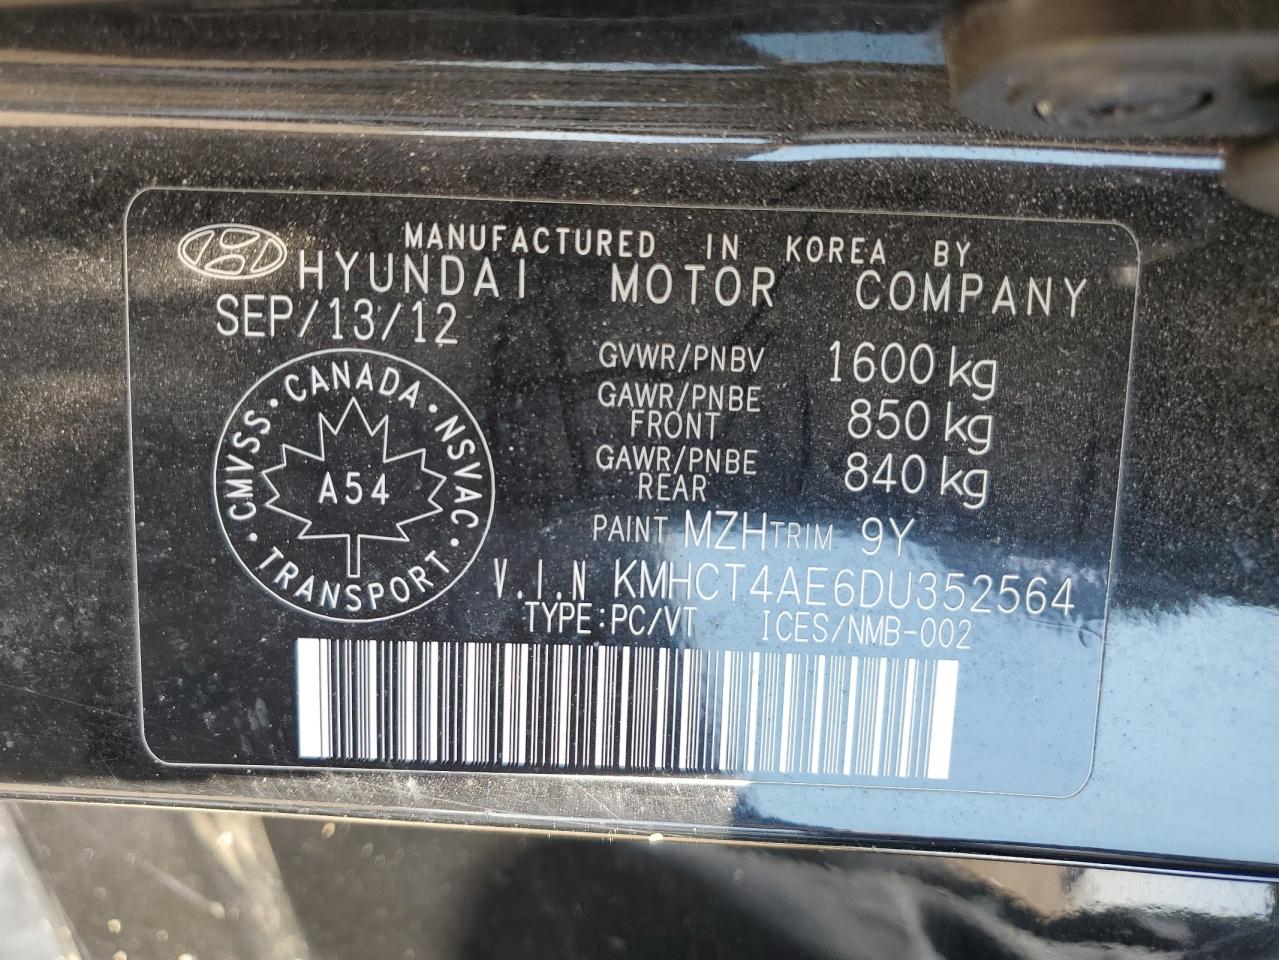 MANUFACTURED IN KOREA BY
HYUNDAI MOTOR COMPANY
SEP/13/12
GVWR/PNBV 1600 kg
GAWR/PNBE FRONT 850 kg
GAWR/PNBE REAR 840 kg
CMVSS · CANADA · NSVAC · TRANSPORT ·
A54
PAINT MZH TRIM 9Y
V.I.N KMHCT4AE6DU352564
TYPE:PC/VT ICES/NMB-002